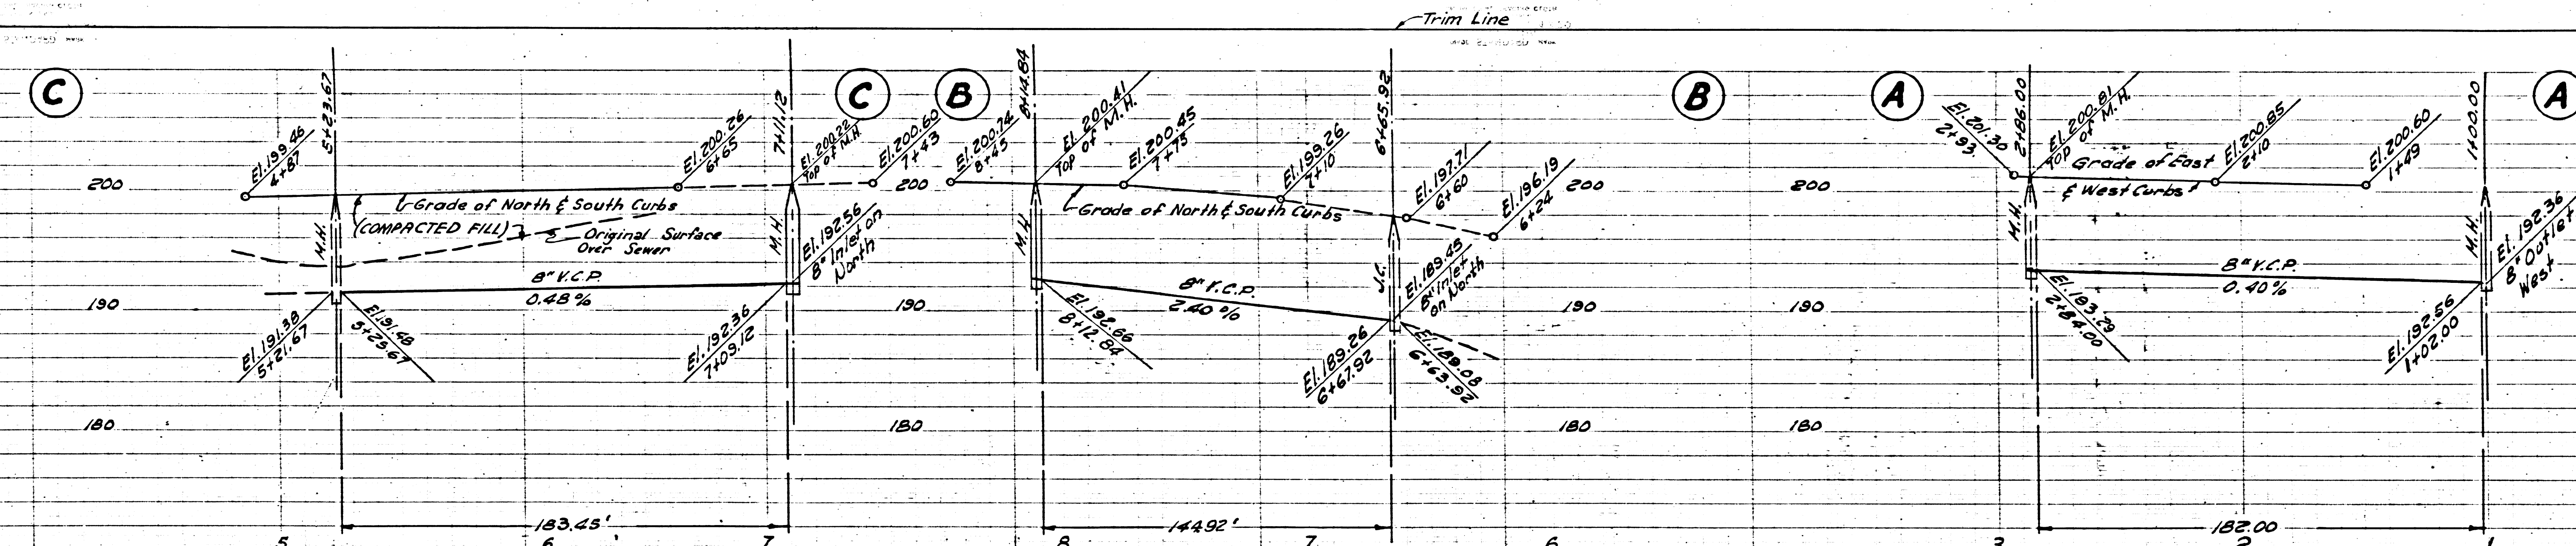 Trim Line
C
5+23.67
El. 199.46
4+87
El. 200.26
6+65
7+11.12
El. 200.22
Top of M.H.
C
El. 200.60
7+43
200
Grade of North & South Curbs
(COMPACTED FILL)
Original Surface
Over Sewer
M.H.
M.H.
El. 192.56
8" Inlet on
North
8" V.C.P.
0.48 %
190
El. 191.38
5+21.67
El. 191.48
5+25.67
El. 192.36
7+09.12
180
183.45'
5
6
7
B
8+14.84
El. 200.74
8+45
El. 200.41
Top of M.H.
El. 200.45
7+75
El. 199.26
7+10
6+65.92
El. 197.71
6+60
El. 196.19
6+24
B
200
200
Grade of North & South Curbs
M.H.
J.C.
El. 189.45
8" Inlet
on North
8" V.C.P.
2.40 %
190
190
El. 192.66
8+12.84
El. 189.26
6+67.92
El. 189.08
6+63.92
180
180
144.92'
8
7
6
A
El. 201.30
2+93.
2+86.00
El. 200.81
Top of M.H.
El. 200.85
2+10
El. 200.60
1+49
1+00.00
A
200
Grade of East
& West Curbs
M.H.
M.H.
El. 192.36
8" Outlet
West
8" V.C.P.
0.40 %
190
El. 193.29
2+84.00
El. 192.56
1+02.00
180
182.00
3
2
1